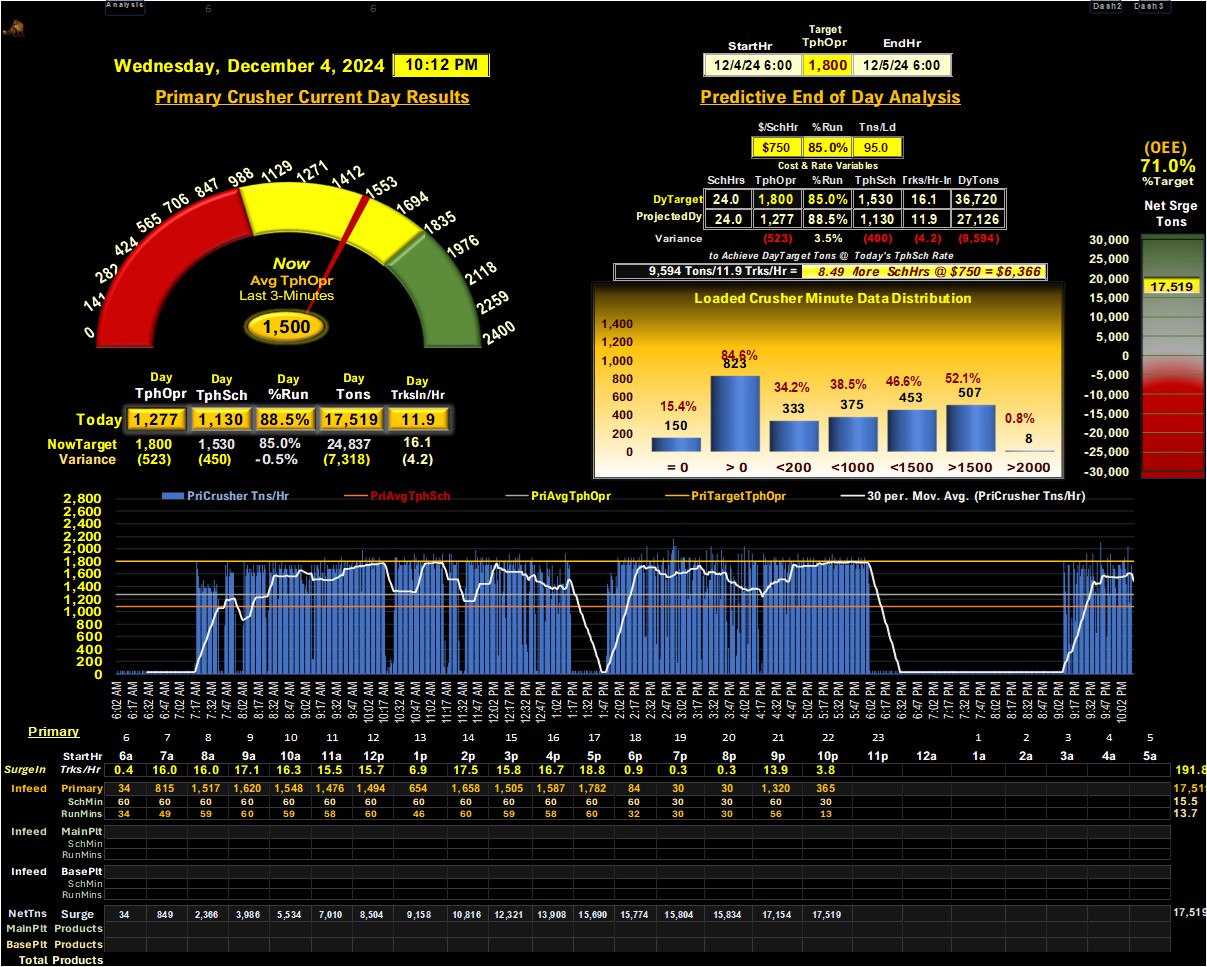 Analysis 6 6 Dash2 Dash3
Target
StartHr TphOpr EndHr
Wednesday, December 4, 2024 10:12 PM 12/4/24 6:00 1,800 12/5/24 6:00
Primary Crusher Current Day Results
Predictive End of Day Analysis
$/SchHr %Run Tns/Ld
$750 85.0% 95.0
Cost & Rate Variables
SchHrs TphOpr %Run TphSch Trks/Hr-In DyTons
DyTarget 24.0 1,800 85.0% 1,530 16.1 36,720
ProjectedDy 24.0 1,277 88.5% 1,130 11.9 27,126
Variance (523) 3.5% (400) (4.2) (9,594)
to Achieve DayTarget Tons @ Today's TphSch Rate
9,594 Tons/11.9 Trks/Hr = 8.49 More SchHrs @ $750 = $6,366
(OEE)
71.0%
%Target
Net Srge
Tons
30,000
25,000
20,000
17,519
15,000
10,000
5,000
0
-5,000
-10,000
-15,000
-20,000
-25,000
-30,000
0
141
282
424
565
706
847
988
1129
1271
1412
1553
1694
1835
1976
2118
2259
2400
Now
Avg TphOpr
Last 3-Minutes
1,500
Day Day Day Day Day
TphOpr TphSch %Run Tons TrksIn/Hr
Today 1,277 1,130 88.5% 17,519 11.9
NowTarget 1,800 1,530 85.0% 24,837 16.1
Variance (523) (450) -0.5% (7,318) (4.2)
Loaded Crusher Minute Data Distribution
1,400
1,200
1,000
800
600
400
200
0
15.4% 84.6% 34.2% 38.5% 46.6% 52.1% 0.8%
150 823 333 375 453 507 8
= 0 > 0 <200 <1000 <1500 >1500 >2000
PriCrusher Tns/Hr PriAvgTphSch PriAvgTphOpr PriTargetTphOpr 30 per. Mov. Avg. (PriCrusher Tns/Hr)
2,800
2,600
2,400
2,200
2,000
1,800
1,600
1,400
1,200
1,000
800
600
400
200
0
6:02 AM 6:17 AM 6:32 AM 6:47 AM 7:02 AM 7:17 AM 7:32 AM 7:47 AM 8:02 AM 8:17 AM 8:32 AM 8:47 AM 9:02 AM 9:17 AM 9:32 AM 9:47 AM 10:02 AM 10:17 AM 10:32 AM 10:47 AM 11:02 AM 11:17 AM 11:32 AM 11:47 AM 12:02 PM 12:17 PM 12:32 PM 12:47 PM 1:02 PM 1:17 PM 1:32 PM 1:47 PM 2:02 PM 2:17 PM 2:32 PM 2:47 PM 3:02 PM 3:17 PM 3:32 PM 3:47 PM 4:02 PM 4:17 PM 4:32 PM 4:47 PM 5:02 PM 5:17 PM 5:32 PM 5:47 PM 6:02 PM 6:17 PM 6:32 PM 6:47 PM 7:02 PM 7:17 PM 7:32 PM 7:47 PM 8:02 PM 8:17 PM 8:32 PM 8:47 PM 9:02 PM 9:17 PM 9:32 PM 9:47 PM 10:02 PM
Primary 6 7 8 9 10 11 12 13 14 15 16 17 18 19 20 21 22 23 1 2 3 4 5
StartHr 6a 7a 8a 9a 10a 11a 12p 1p 2p 3p 4p 5p 6p 7p 8p 9p 10p 11p 12a 1a 2a 3a 4a 5a
SurgeIn Trks/Hr 0.4 16.0 16.0 17.1 16.3 15.5 15.7 6.9 17.5 15.8 16.7 18.8 0.9 0.3 0.3 13.9 3.8 191.8
Infeed Primary 34 815 1,517 1,620 1,548 1,476 1,494 654 1,658 1,505 1,587 1,782 84 30 30 1,320 365 17,519
SchMin 60 60 60 60 60 60 60 60 60 60 60 60 60 60 60 60 30 15.5
RunMins 34 49 59 60 59 58 60 46 60 59 58 60 32 30 30 56 13 13.7
Infeed MainPlt
SchMin
RunMins
Infeed BasePlt
SchMin
RunMins
NetTns Surge 34 849 2,366 3,986 5,534 7,010 8,504 9,158 10,816 12,321 13,908 15,690 15,774 15,804 15,834 17,154 17,519 17,519
MainPlt Products
BasePlt Products
Total Products